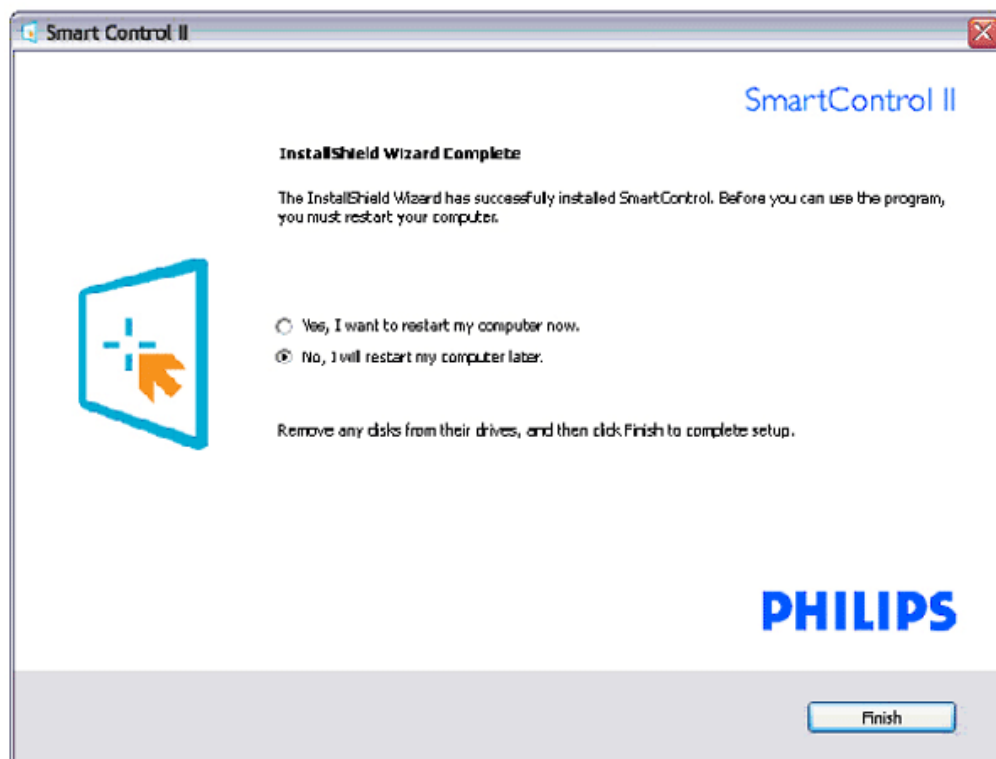 Smart Control II
SmartControl II
InstallShield Wizard Complete
The InstallShield Wizard has successfully installed SmartControl. Before you can use the program,
you must restart your computer.
Yes, I want to restart my computer now.
No, I will restart my computer later.
Remove any disks from their drives, and then click Finish to complete setup.
PHILIPS
Finish